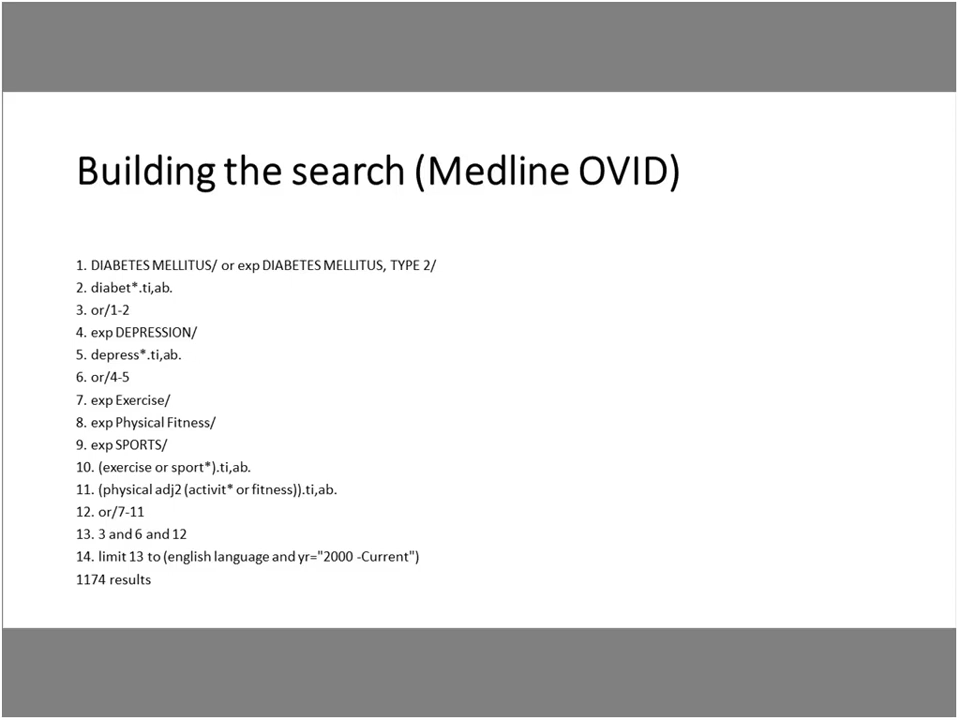 Building the search (Medline OVID)
1. DIABETES MELLITUS/ or exp DIABETES MELLITUS, TYPE 2/
2. diabet*.ti,ab.
3. or/1-2
4. exp DEPRESSION/
5. depress*.ti,ab.
6. or/4-5
7. exp Exercise/
8. exp Physical Fitness/
9. exp SPORTS/
10. (exercise or sport*).ti,ab.
11. (physical adj2 (activit* or fitness)).ti,ab.
12. or/7-11
13. 3 and 6 and 12
14. limit 13 to (english language and yr="2000 -Current")
1174 results